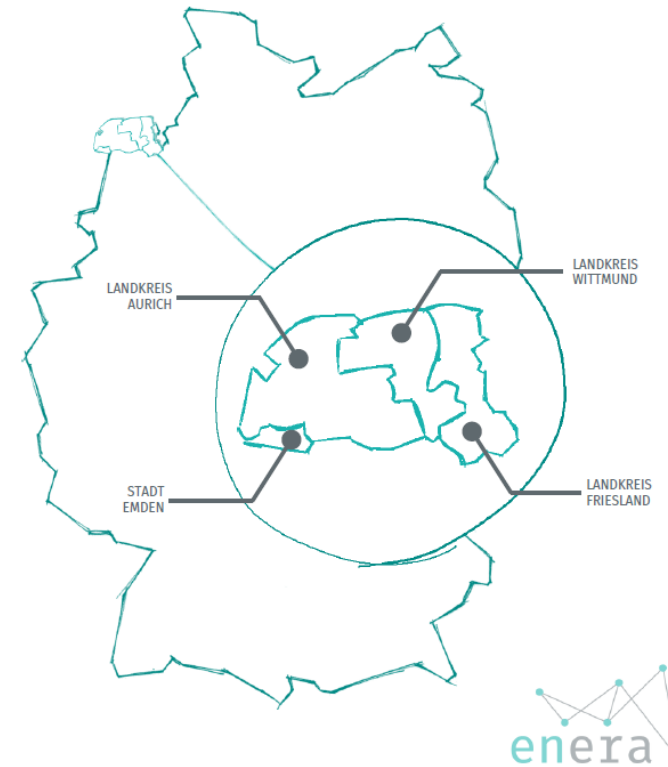 LANDKREIS
WITTMUND
LANDKREIS
AURICH
LANDKREIS
FRIESLAND
STADT
EMDEN
enera